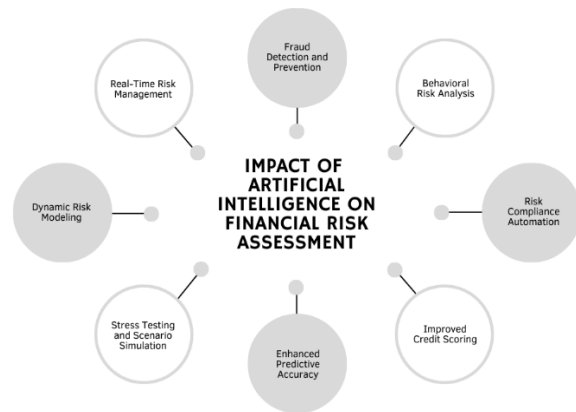 Fraud
Detection and
Prevention
Real-Time Risk
Management
Behavioral
Risk Analysis
IMPACT OF
ARTIFICIAL
INTELLIGENCE ON
FINANCIAL RISK
ASSESSMENT
Dynamic Risk
Modeling
Risk
Compliance
Automation
Stress Testing
and Scenario
Simulation
Improved
Credit Scoring
Enhanced
Predictive
Accuracy